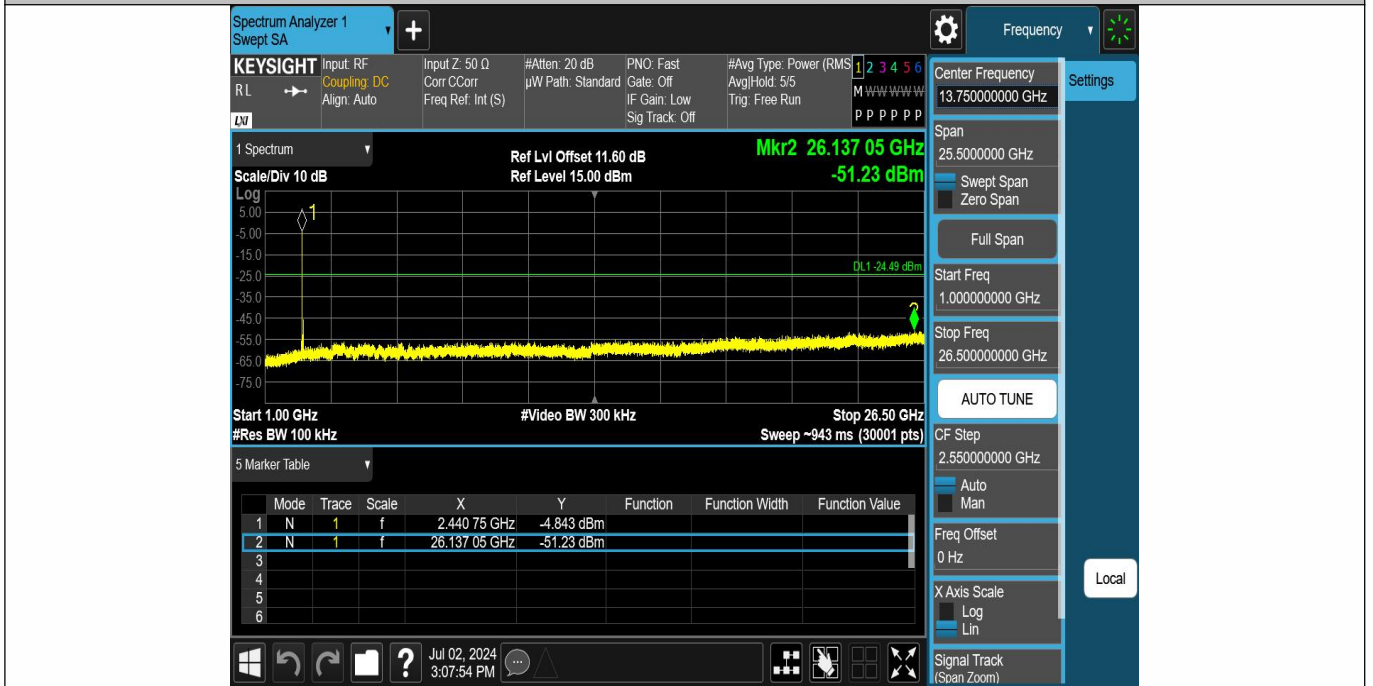 Spectrum Analyzer 1
Swept SA
+
Frequency
KEYSIGHT
RL
LXI
Input: RF
Coupling: DC
Align: Auto
Input Z: 50 Ω
Corr CCorr
Freq Ref: Int (S)
#Atten: 20 dB
µW Path: Standard
PNO: Fast
Gate: Off
IF Gain: Low
Sig Track: Off
#Avg Type: Power (RMS
Avg|Hold: 5/5
Trig: Free Run
1 2 3 4 5 6
M W W W W W
P P P P P P
1 Spectrum
Scale/Div 10 dB
Ref Lvl Offset 11.60 dB
Ref Level 15.00 dBm
Mkr2 26.137 05 GHz
-51.23 dBm
Log
5.00
-5.00
-15.0
-25.0
-35.0
-45.0
-55.0
-65.0
-75.0
1
DL1 -24.49 dBm
Start 1.00 GHz
#Res BW 100 kHz
#Video BW 300 kHz
Stop 26.50 GHz
Sweep ~943 ms (30001 pts)
5 Marker Table
Mode Trace Scale X Y Function Function Width Function Value
1 N 1 f 2.440 75 GHz -4.843 dBm
2 N 1 f 26.137 05 GHz -51.23 dBm
3
4
5
6
Center Frequency
13.750000000 GHz
Settings
Span
25.5000000 GHz
Swept Span
Zero Span
Full Span
Start Freq
1.000000000 GHz
Stop Freq
26.500000000 GHz
AUTO TUNE
CF Step
2.550000000 GHz
Auto
Man
Freq Offset
0 Hz
X Axis Scale
Log
Lin
Local
Signal Track
(Span Zoom)
?
Jul 02, 2024
3:07:54 PM